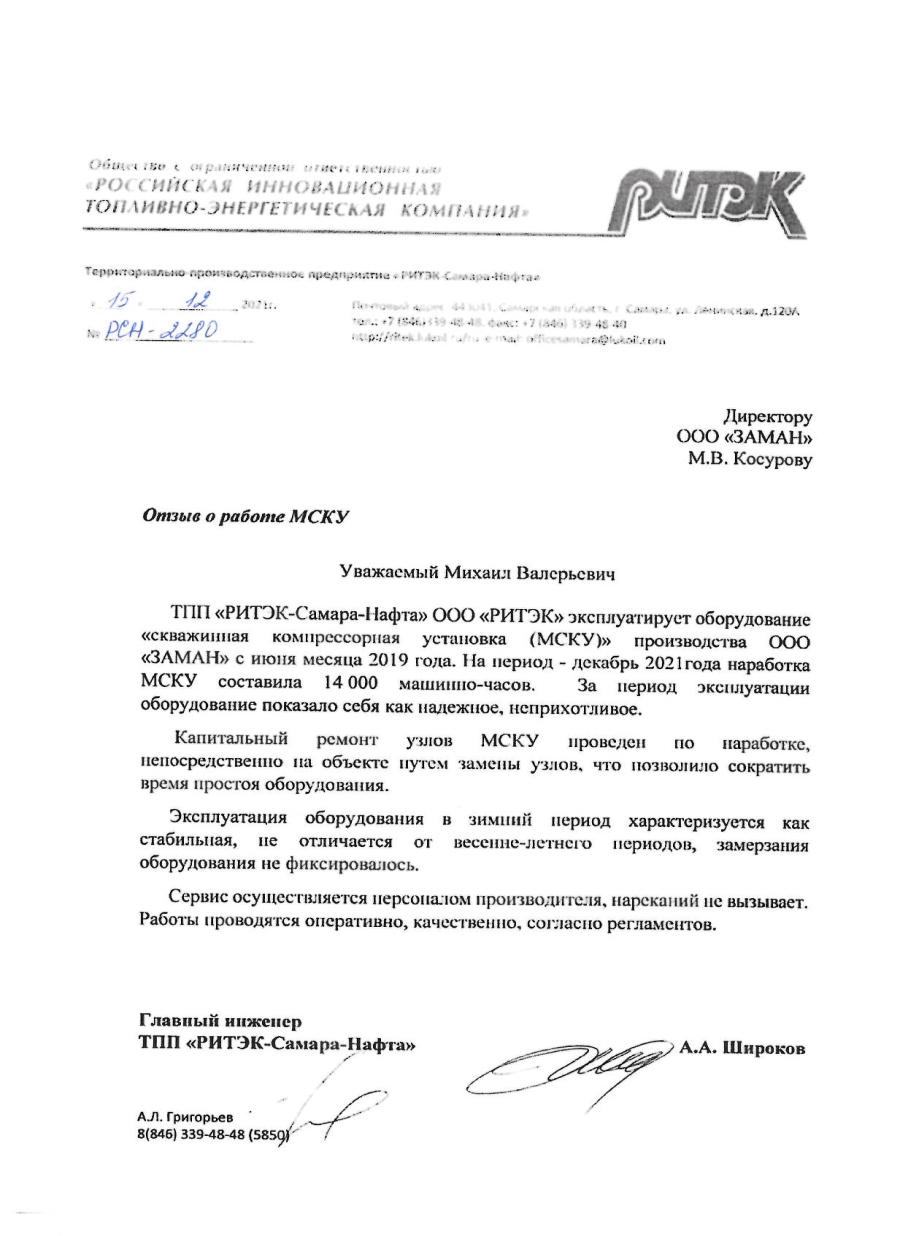 Общество с ограниченной ответственностью
«РОССИЙСКАЯ ИННОВАЦИОННАЯ
ТОПЛИВНО-ЭНЕРГЕТИЧЕСКАЯ КОМПАНИЯ»
РИТЭК
Территориально-производственное предприятие «РИТЭК-Самара-Нафта»
« 15 » 12 2021г.
№ РСН-2280
Почтовый адрес: Самарская область, г. Самара, ул. Ленинская, д.120А
тел.: +7 (846) 339-48-48, факс: +7 (846) 339-48-40
http://ritek.lukoil.ru/ru e-mail: officesamara@lukoil.com
Директору
ООО «ЗАМАН»
М.В. Косурову
Отзыв о работе МСКУ
Уважаемый Михаил Валерьевич
ТПП «РИТЭК-Самара-Нафта» ООО «РИТЭК» эксплуатирует оборудование
«скважинная компрессорная установка (МСКУ)» производства ООО
«ЗАМАН» с июня месяца 2019 года. На период - декабрь 2021года наработка
МСКУ составила 14 000 машинно-часов. За период эксплуатации
оборудование показало себя как надежное, неприхотливое.
Капитальный ремонт узлов МСКУ проведен по наработке,
непосредственно на объекте путем замены узлов, что позволило сократить
время простоя оборудования.
Эксплуатация оборудования в зимний период характеризуется как
стабильная, не отличается от весенне-летнего периодов, замерзания
оборудования не фиксировалось.
Сервис осуществляется персоналом производителя, нареканий не вызывает.
Работы проводятся оперативно, качественно, согласно регламентов.
Главный инженер
ТПП «РИТЭК-Самара-Нафта»
А.А. Широков
А.Л. Григорьев
8(846) 339-48-48 (5850)